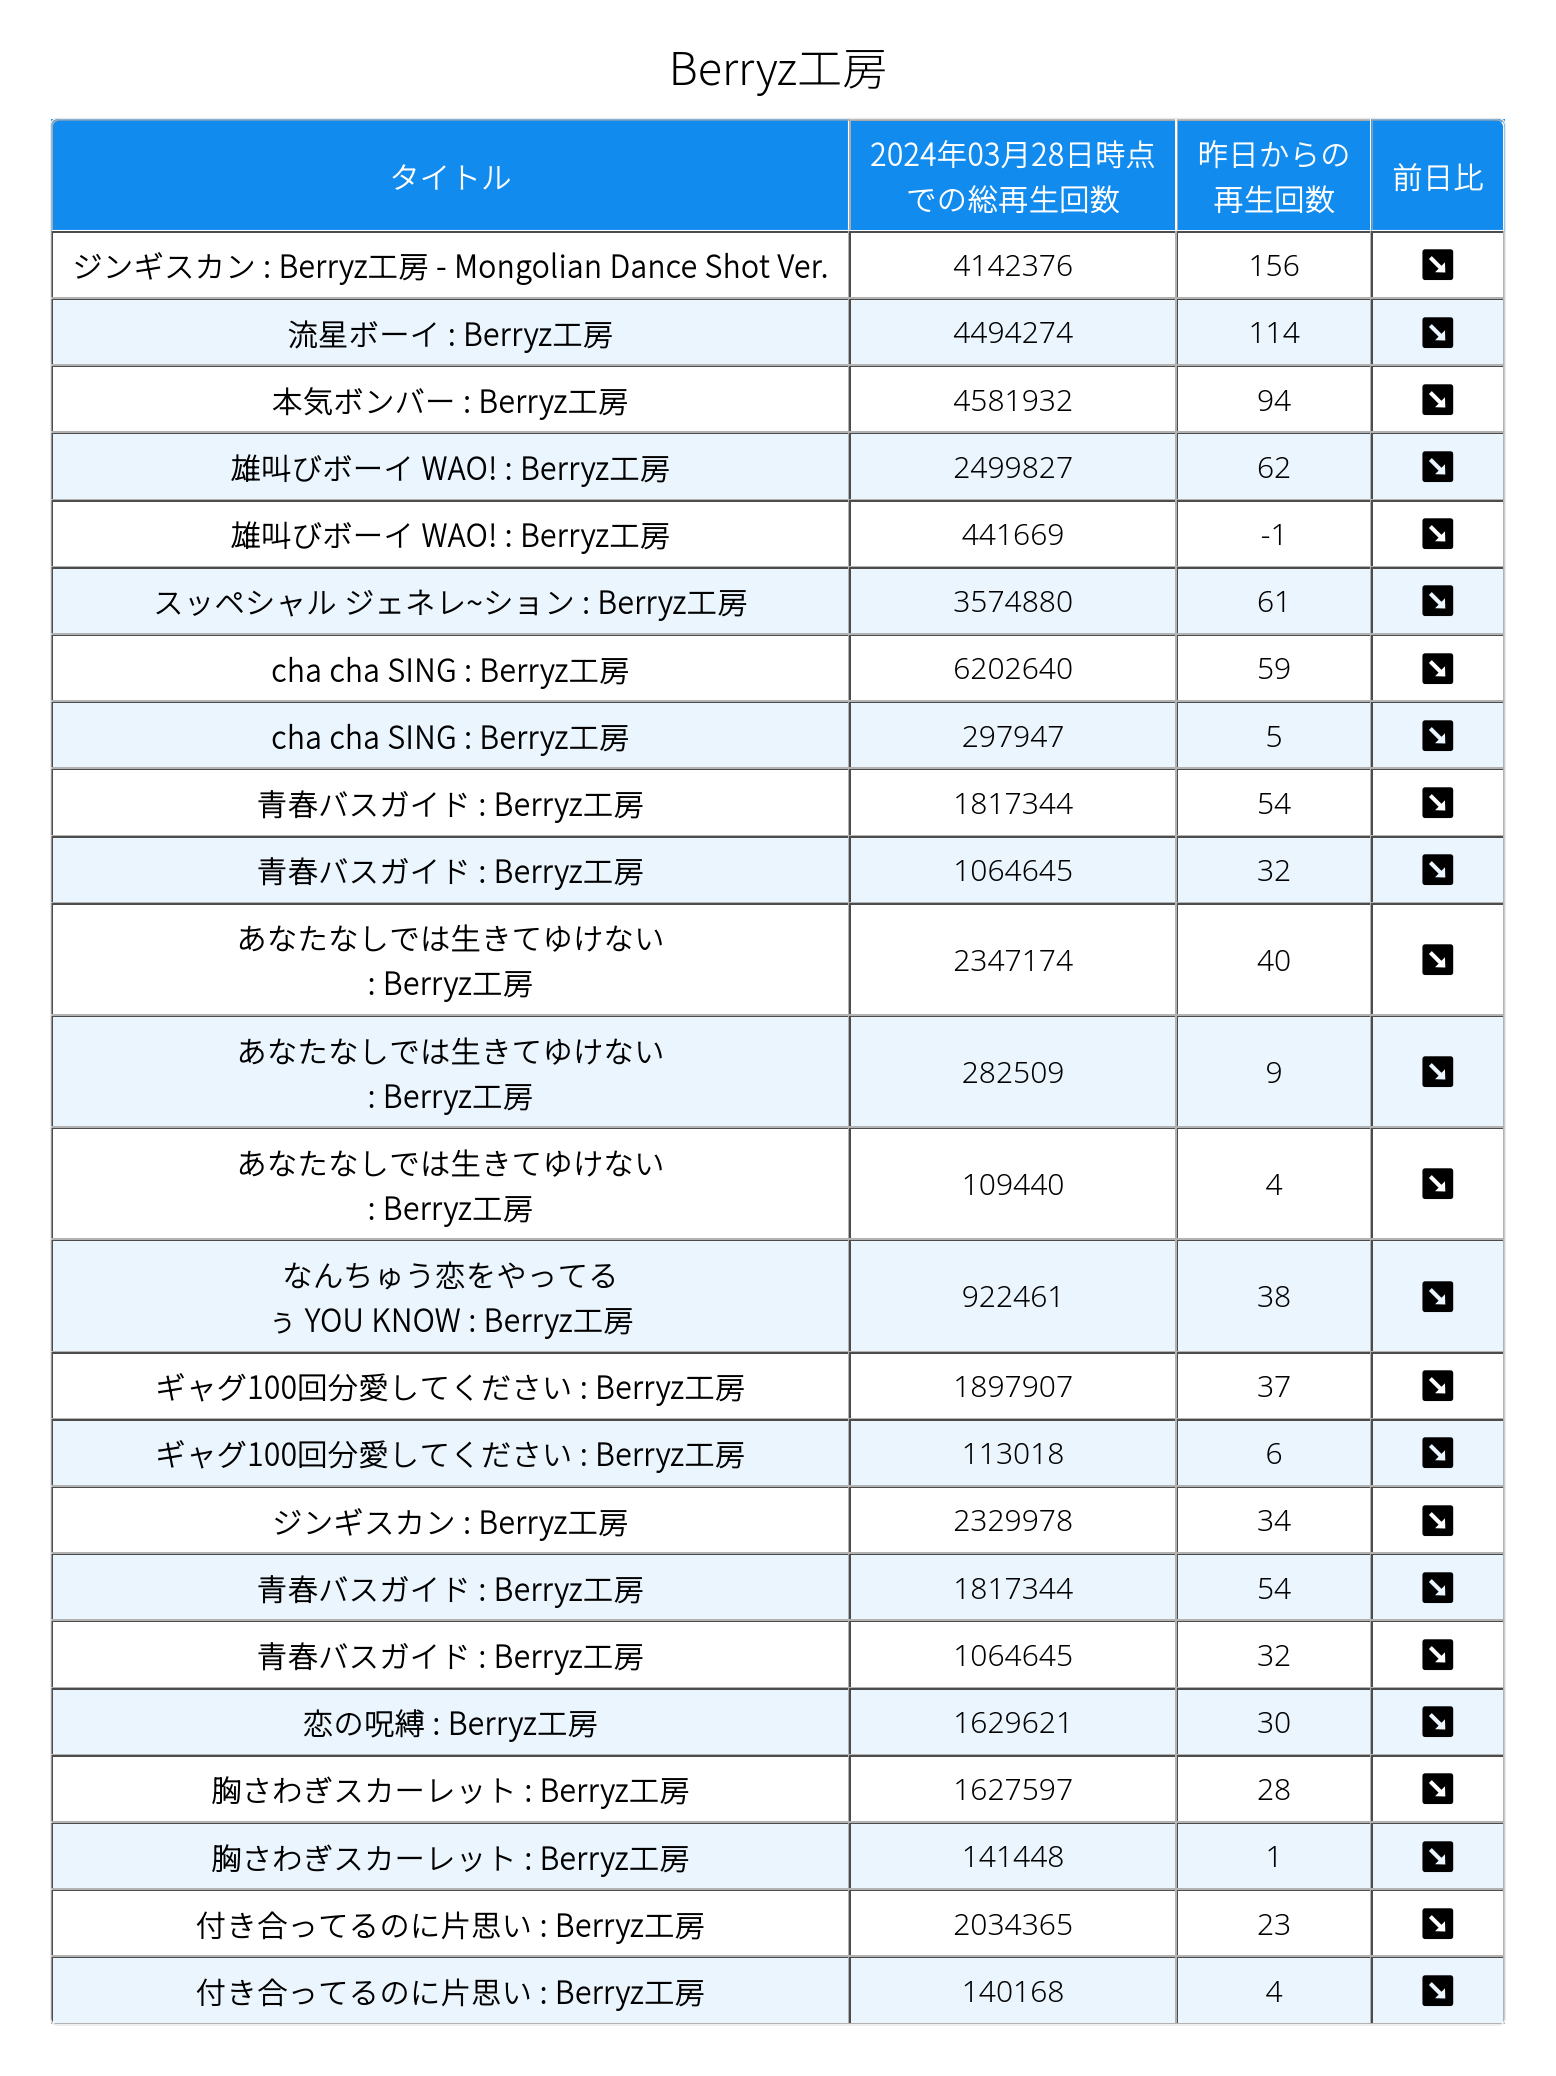 Berryz工房
タイトル
2024年03月28日時点
での総再生回数
昨日からの
再生回数
前日比
ジンギスカン : Berryz工房 - Mongolian Dance Shot Ver. 4142376 156
流星ボーイ : Berryz工房 4494274 114
本気ボンバー : Berryz工房 4581932 94
雄叫びボーイ WAO! : Berryz工房 2499827 62
雄叫びボーイ WAO! : Berryz工房 441669 -1
スッペシャル ジェネレ~ション : Berryz工房 3574880 61
cha cha SING : Berryz工房 6202640 59
cha cha SING : Berryz工房 297947 5
青春バスガイド : Berryz工房 1817344 54
青春バスガイド : Berryz工房 1064645 32
あなたなしでは生きてゆけない
: Berryz工房 2347174 40
あなたなしでは生きてゆけない
: Berryz工房 282509 9
あなたなしでは生きてゆけない
: Berryz工房 109440 4
なんちゅう恋をやってる
ぅ YOU KNOW : Berryz工房 922461 38
ギャグ100回分愛してください : Berryz工房 1897907 37
ギャグ100回分愛してください : Berryz工房 113018 6
ジンギスカン : Berryz工房 2329978 34
青春バスガイド : Berryz工房 1817344 54
青春バスガイド : Berryz工房 1064645 32
恋の呪縛 : Berryz工房 1629621 30
胸さわぎスカーレット : Berryz工房 1627597 28
胸さわぎスカーレット : Berryz工房 141448 1
付き合ってるのに片思い : Berryz工房 2034365 23
付き合ってるのに片思い : Berryz工房 140168 4